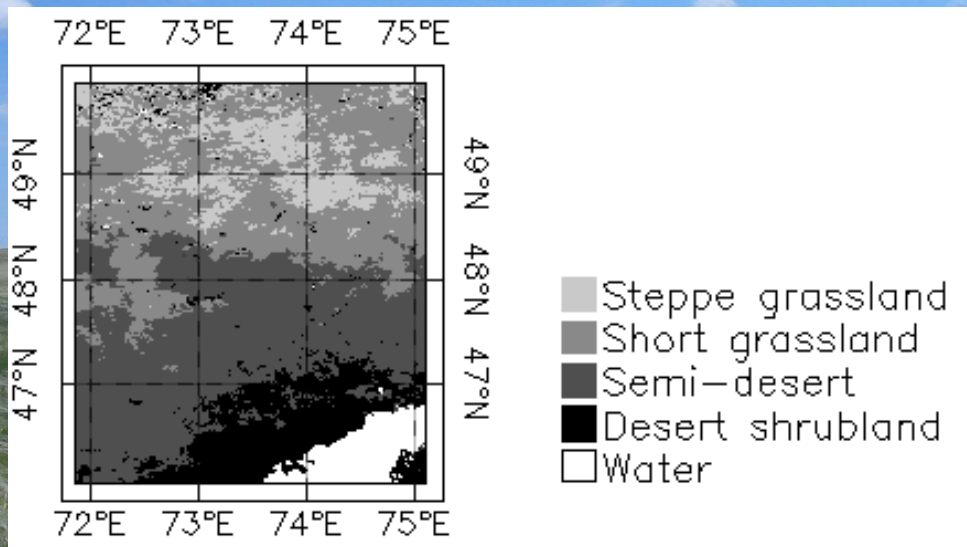 72°E 73°E 74°E 75°E
49°N
48°N
47°N
49°N
48°N
47°N
72°E 73°E 74°E 75°E
Steppe grassland
Short grassland
Semi-desert
Desert shrubland
Water